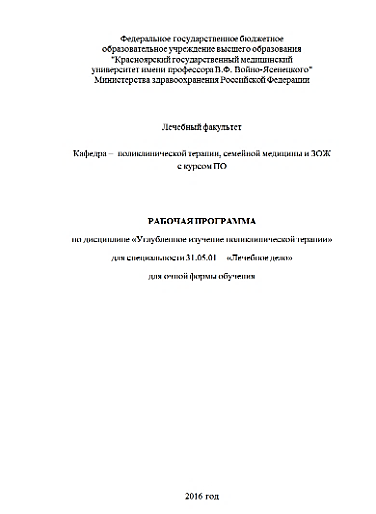 Федеральное государственное бюджетное
образовательное учреждение высшего образования
"Красноярский государственный медицинский
университет имени профессора В.Ф. Войно-Ясенецкого"
Министерства здравоохранения Российской Федерации
Лечебный факультет
Кафедра – поликлинической терапии, семейной медицины и ЗОЖ
с курсом ПО
РАБОЧАЯ ПРОГРАММА
по дисциплине «Углубленное изучение поликлинической терапии»
для специальности 31.05.01 «Лечебное дело»
для очной формы обучения
2016 год